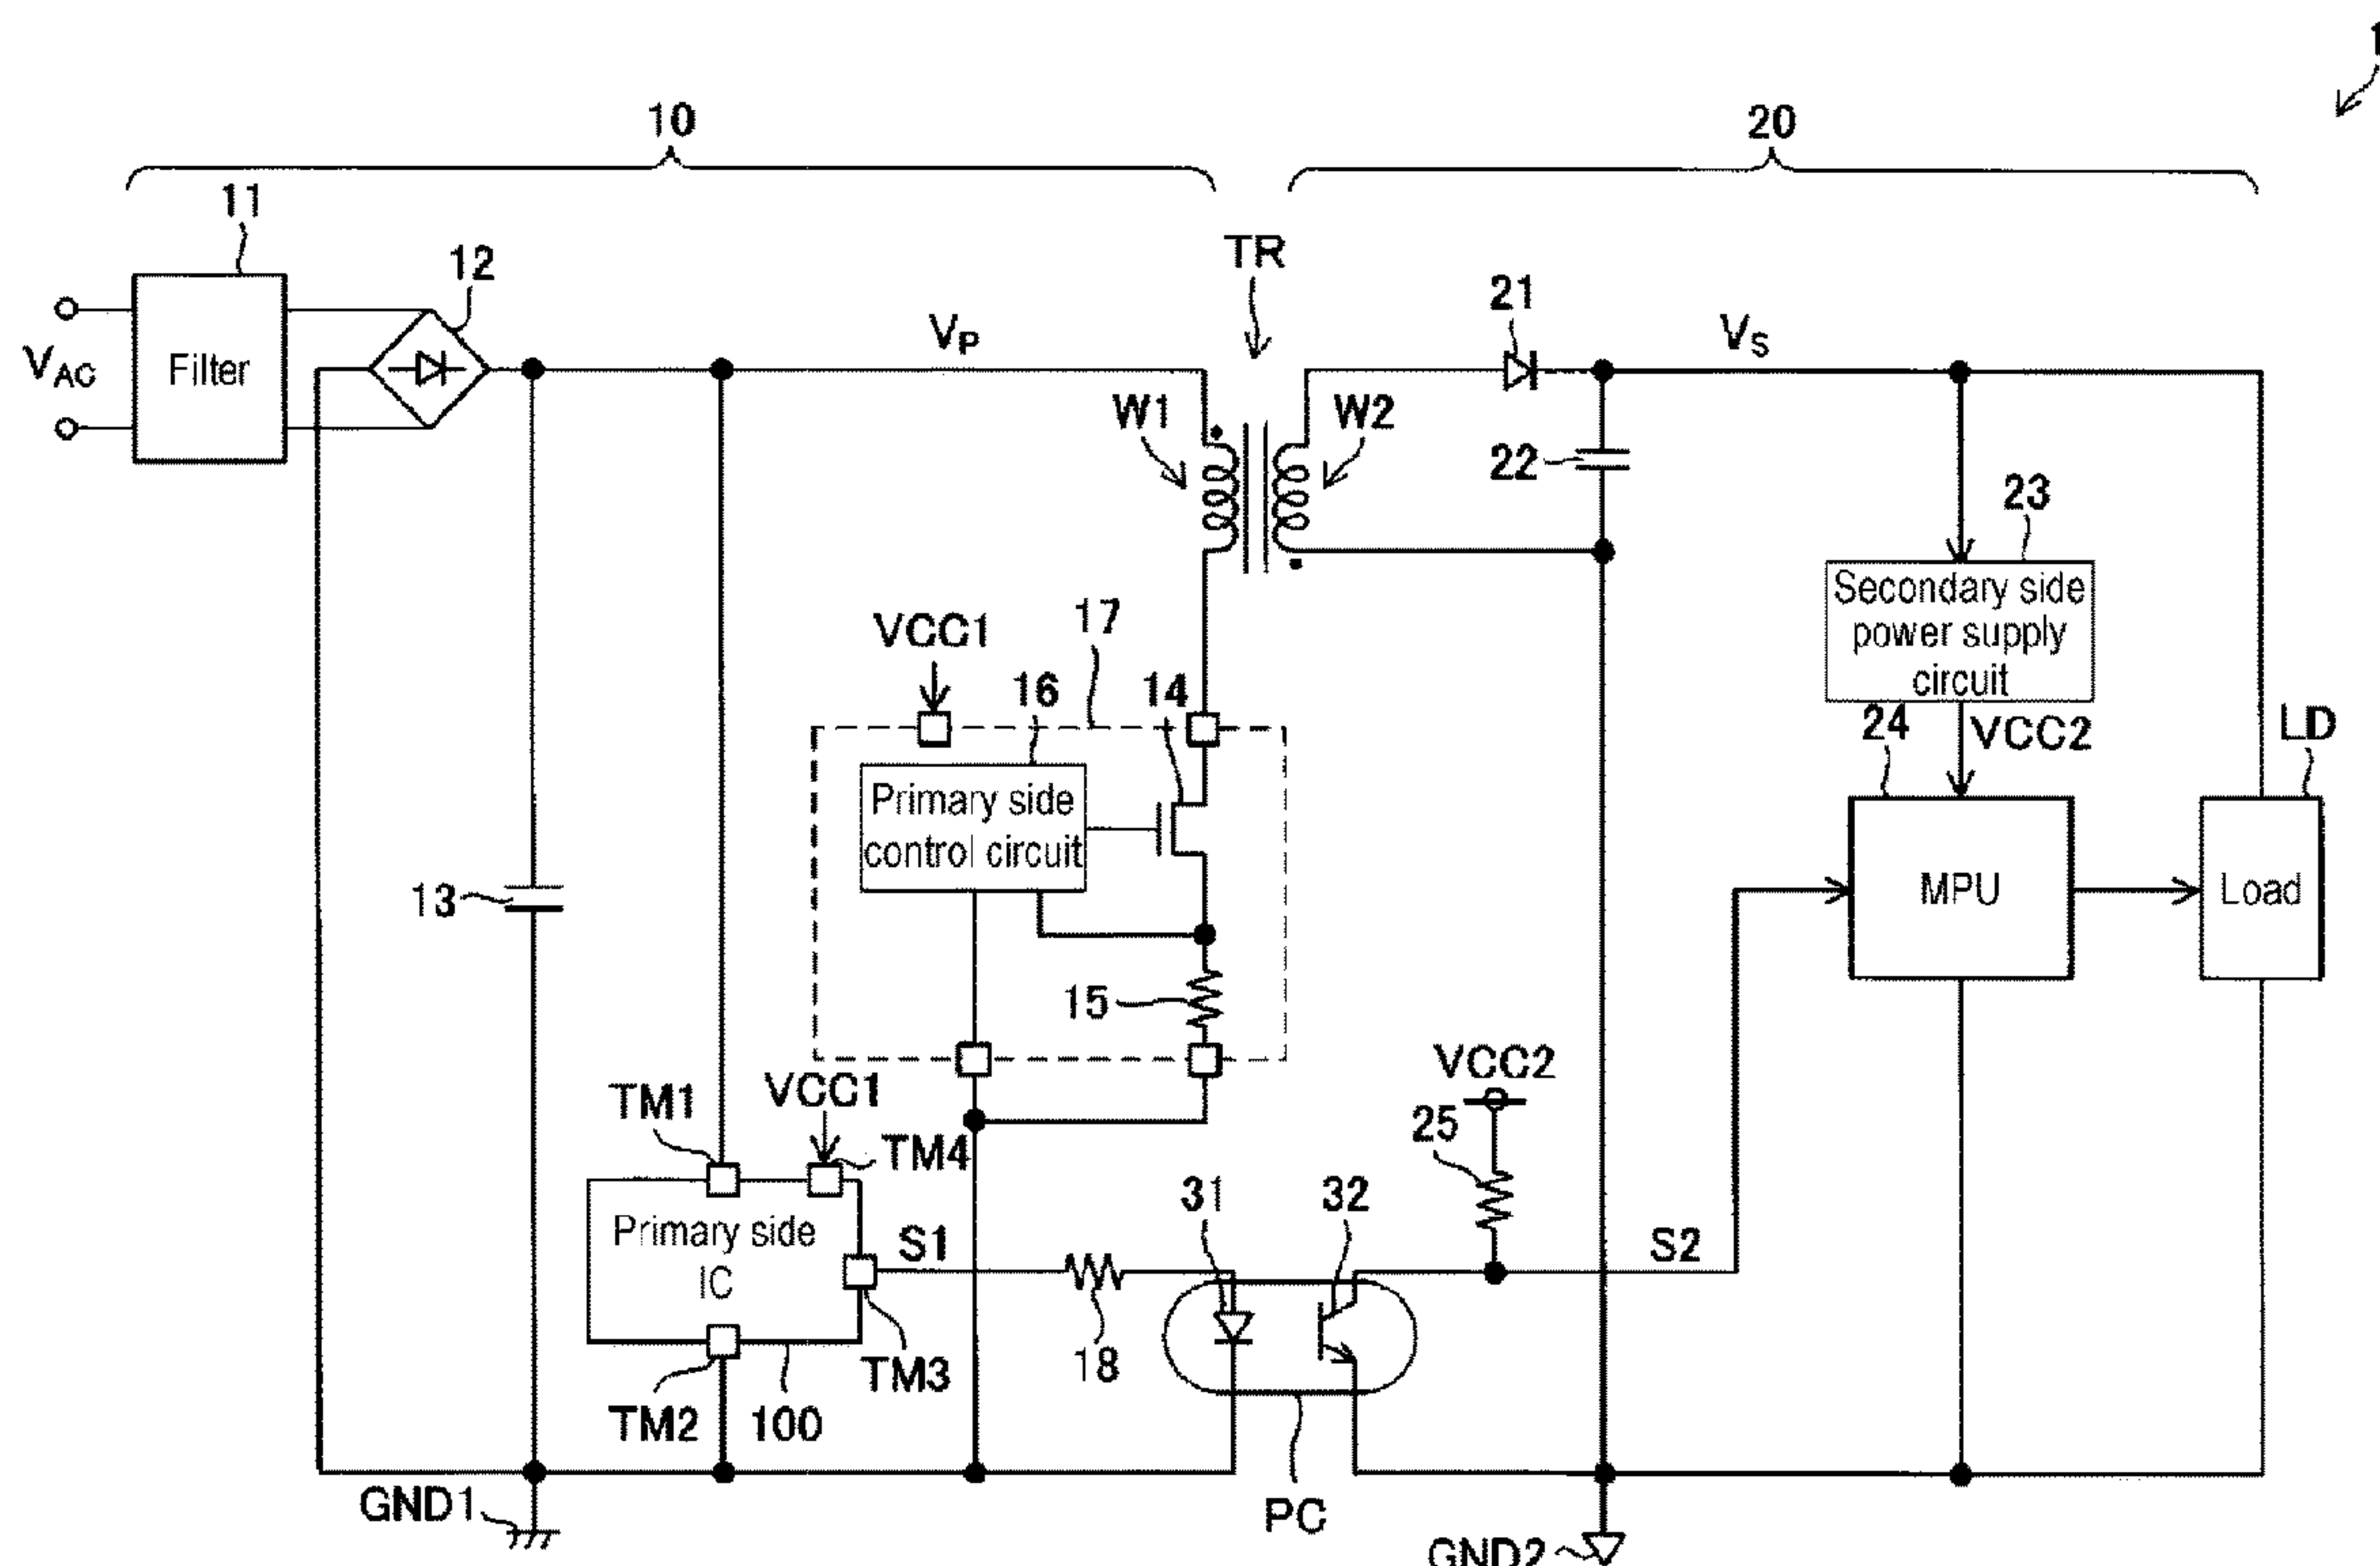 1
10
20
11
12
TR
21
Filter
VAC
VP
VS
W1
W2
22
23
Secondary side
power supply
circuit
VCC1
17
16
14
24
VCC2
LD
Primary side
control circuit
13
MPU
Load
15
VCC2
TM1
VCC1
TM4
25
31
32
Primary side
IC
S1
S2
18
TM3
TM2
100
GND1
PC
GND2